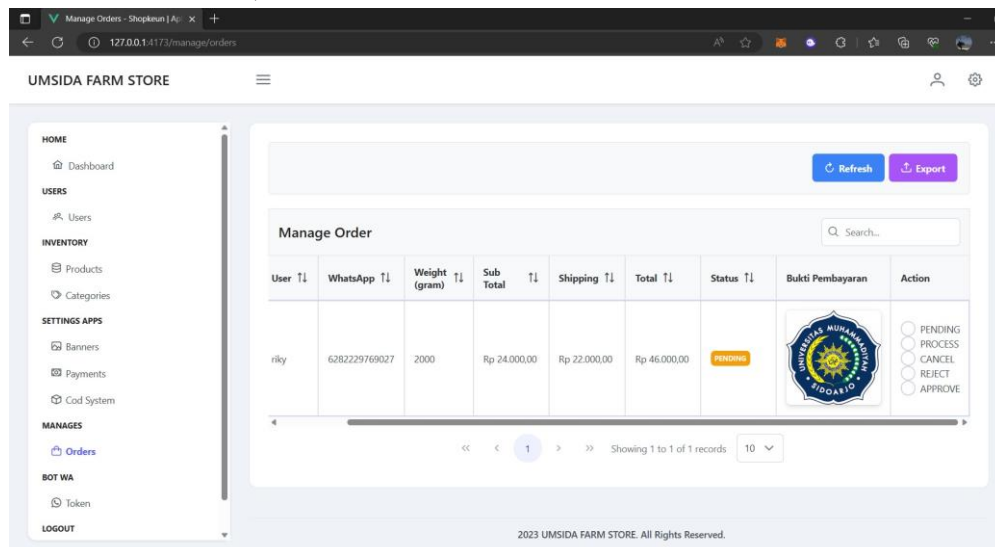 Manage Orders - Shopkeun | Ap
127.0.0.1:4173/manage/orders
UMSIDA FARM STORE
HOME
Dashboard
USERS
Users
INVENTORY
Products
Categories
SETTINGS APPS
Banners
Payments
Cod System
MANAGES
Orders
BOT WA
Token
LOGOUT
Refresh Export
Manage Order Search...
User WhatsApp Weight (gram) Sub Total Shipping Total Status Bukti Pembayaran Action
riky 6282229769027 2000 Rp 24.000,00 Rp 22.000,00 Rp 46.000,00 PENDING
UNIVERSITAS MUHAMMADIYAH
SIDOARJO
PENDING
PROCESS
CANCEL
REJECT
APPROVE
<< < 1 > >> Showing 1 to 1 of 1 records 10
2023 UMSIDA FARM STORE. All Rights Reserved.